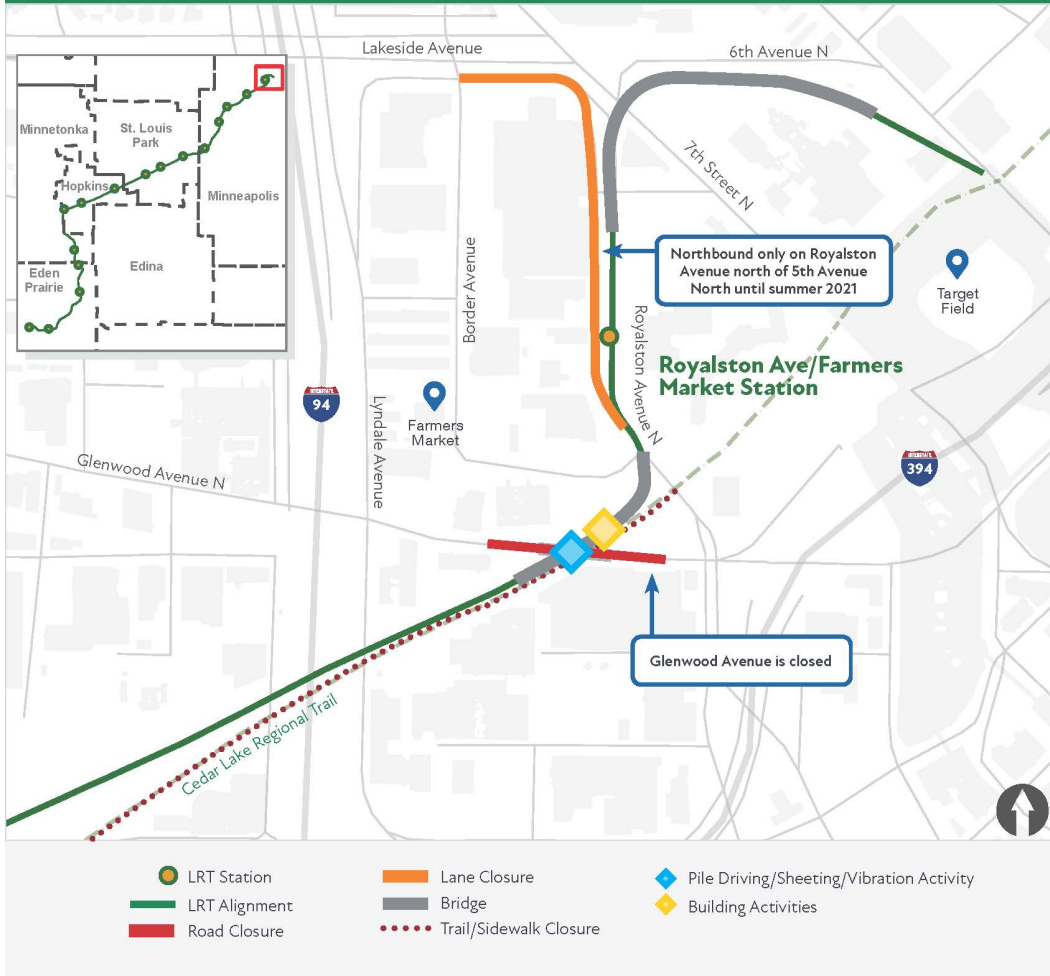 Lakeside Avenue
6th Avenue N
Minnetonka
St. Louis
Park
Hopkins
Minneapolis
Eden
Prairie
Edina
7th Street N
Northbound only on Royalston
Avenue north of 5th Avenue
North until summer 2021
Target
Field
Border Avenue
Royalston Avenue N
Royalston Ave/Farmers
Market Station
INTERSTATE
94
Farmers
Market
Lyndale Avenue
INTERSTATE
394
Glenwood Avenue N
Glenwood Avenue is closed
Cedar Lake Regional Trail
LRT Station
LRT Alignment
Road Closure
Lane Closure
Bridge
Trail/Sidewalk Closure
Pile Driving/Sheeting/Vibration Activity
Building Activities